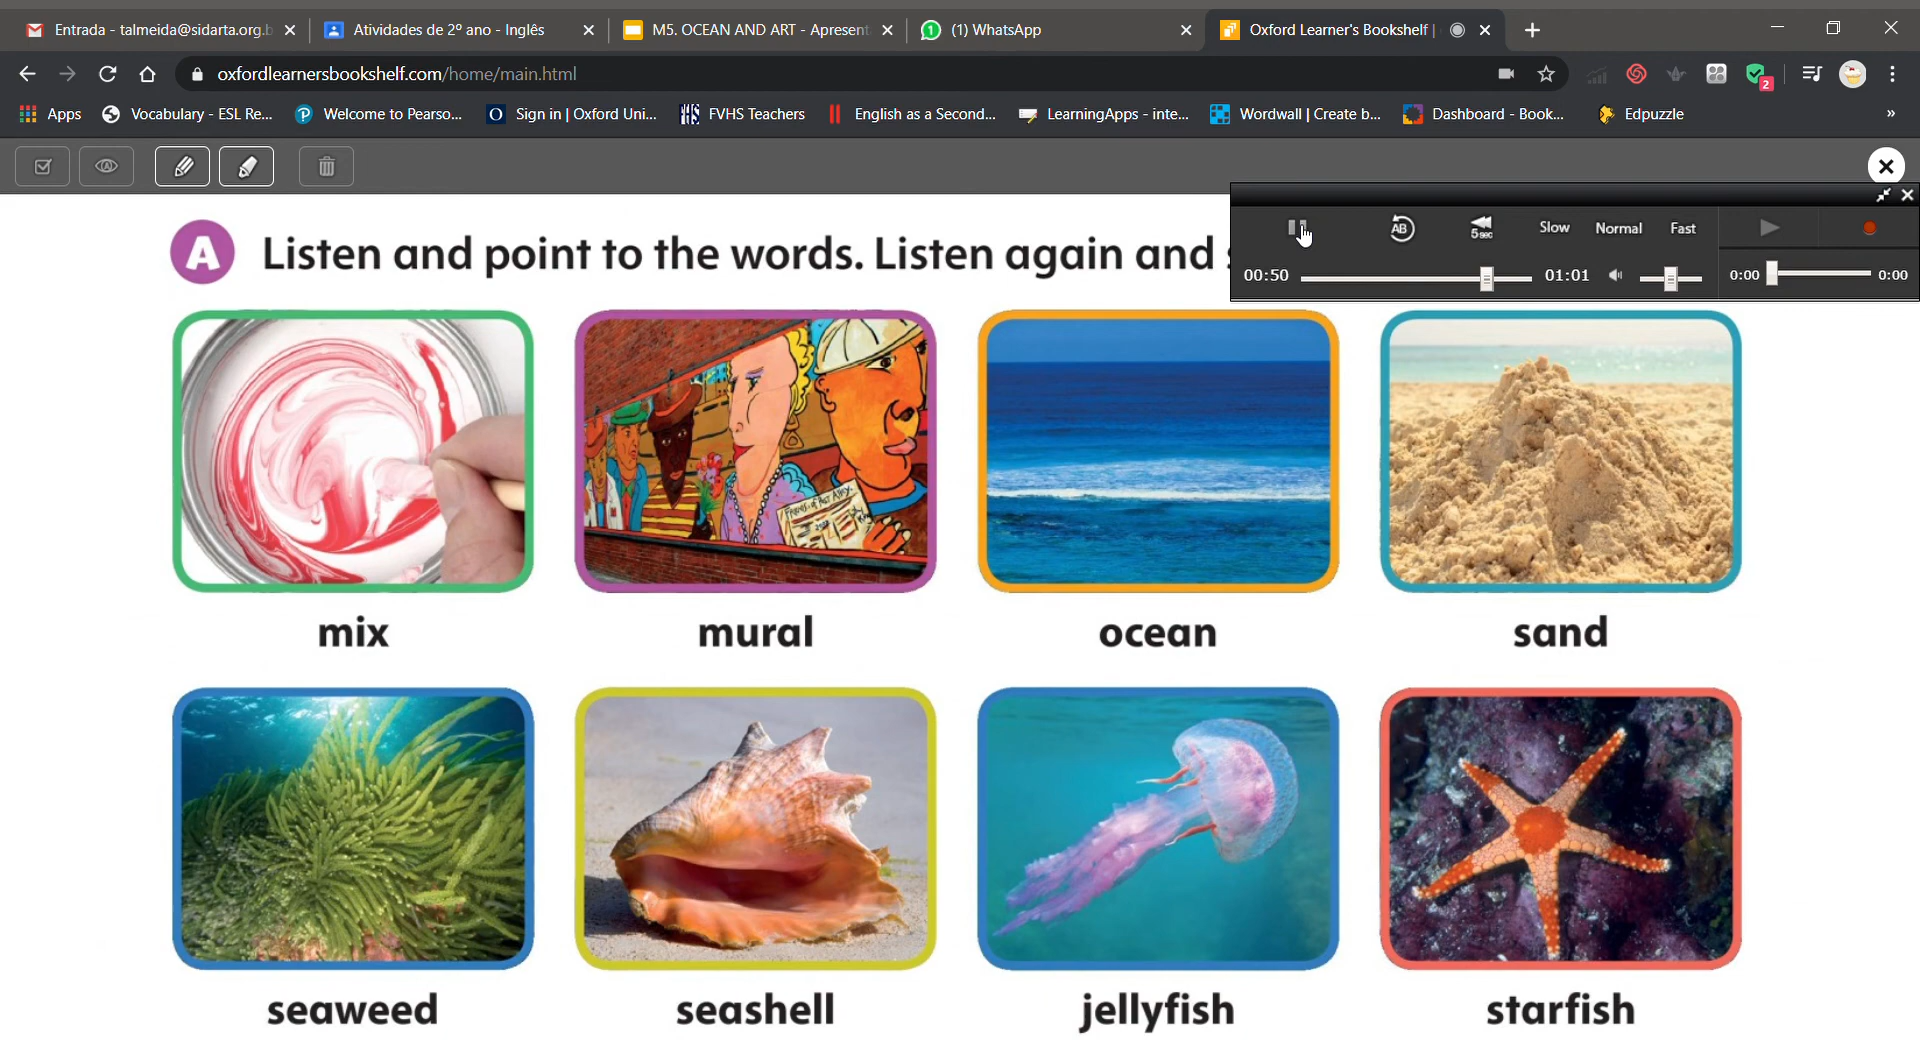 Entrada - talmeida@sidarta.org.b
Atividades de 2º ano - Inglês
M5. OCEAN AND ART - Apresent
(1) WhatsApp
Oxford Learner's Bookshelf |
oxfordlearnersbookshelf.com/home/main.html
2
Apps
Vocabulary - ESL Re...
Welcome to Pearso...
Sign in | Oxford Uni...
FVHS Teachers
English as a Second...
LearningApps - inte...
Wordwall | Create b...
Dashboard - Book...
Edpuzzle
»
AB
5sec
Slow
Normal
Fast
00:50
01:01
0:00
0:00
A Listen and point to the words. Listen again and
mix
mural
ocean
sand
seaweed
seashell
jellyfish
starfish